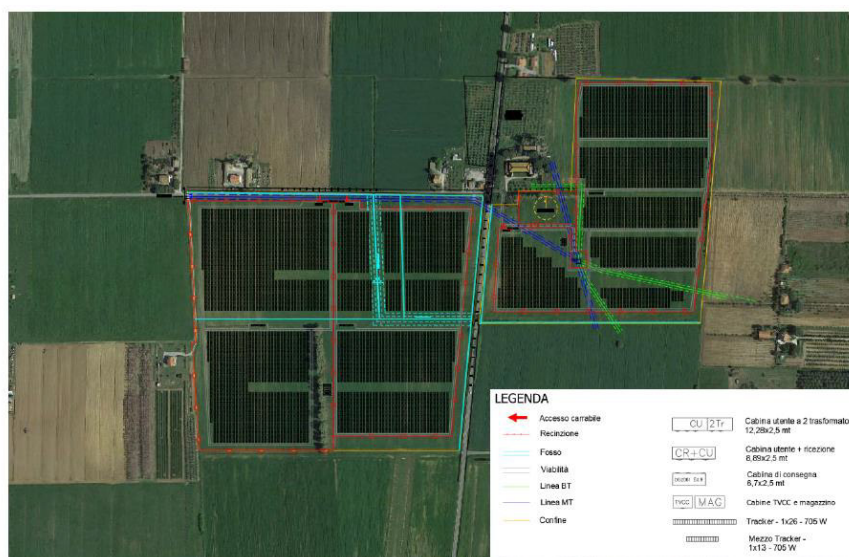 LEGENDA
Accesso carrabile
Recinzione
Fosso
Viabilità
Linea BT
Linea MT
Confine
CU 2Tr
Cabina utente a 2 trasformato
12,28x2,5 mt
CR+CU
Cabina utente + ricezione
8,89x2,5 mt
Cabina di consegna
6,7x2,5 mt
TVCC MAG
Cabine TVCC e magazzino
Tracker - 1x26 - 705 W
Mezzo Tracker -
1x13 - 705 W